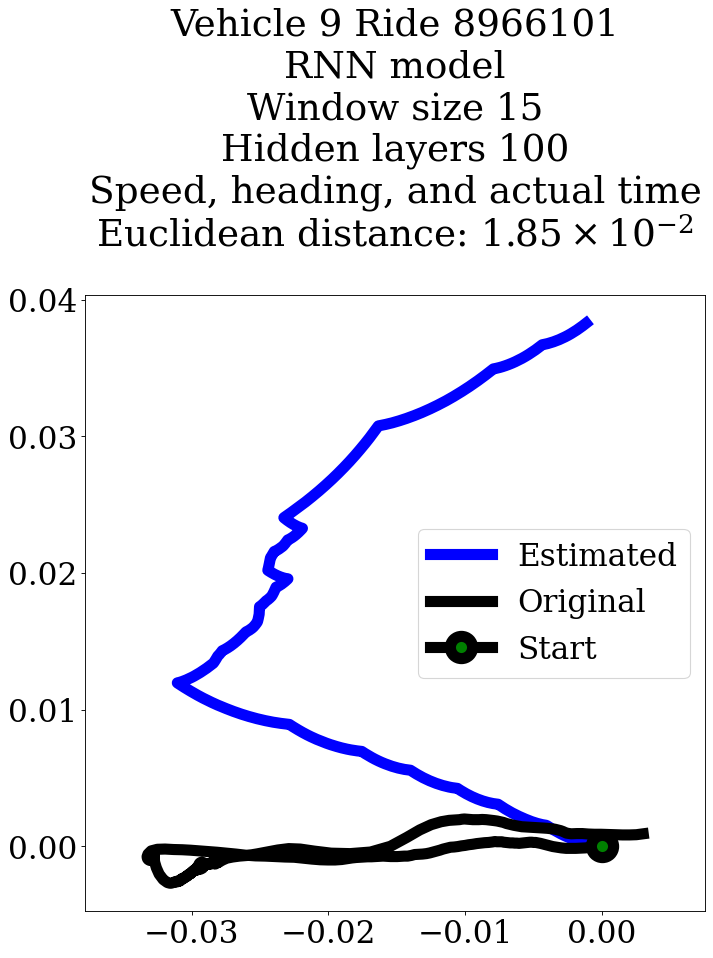 Vehicle 9 Ride 8966101
RNN model
Window size 15
Hidden layers 100
Speed, heading, and actual time
Euclidean distance: 1.85 × 10⁻²
0.04
0.03
0.02
0.01
0.00
Estimated
Original
Start
−0.03 −0.02 −0.01 0.00